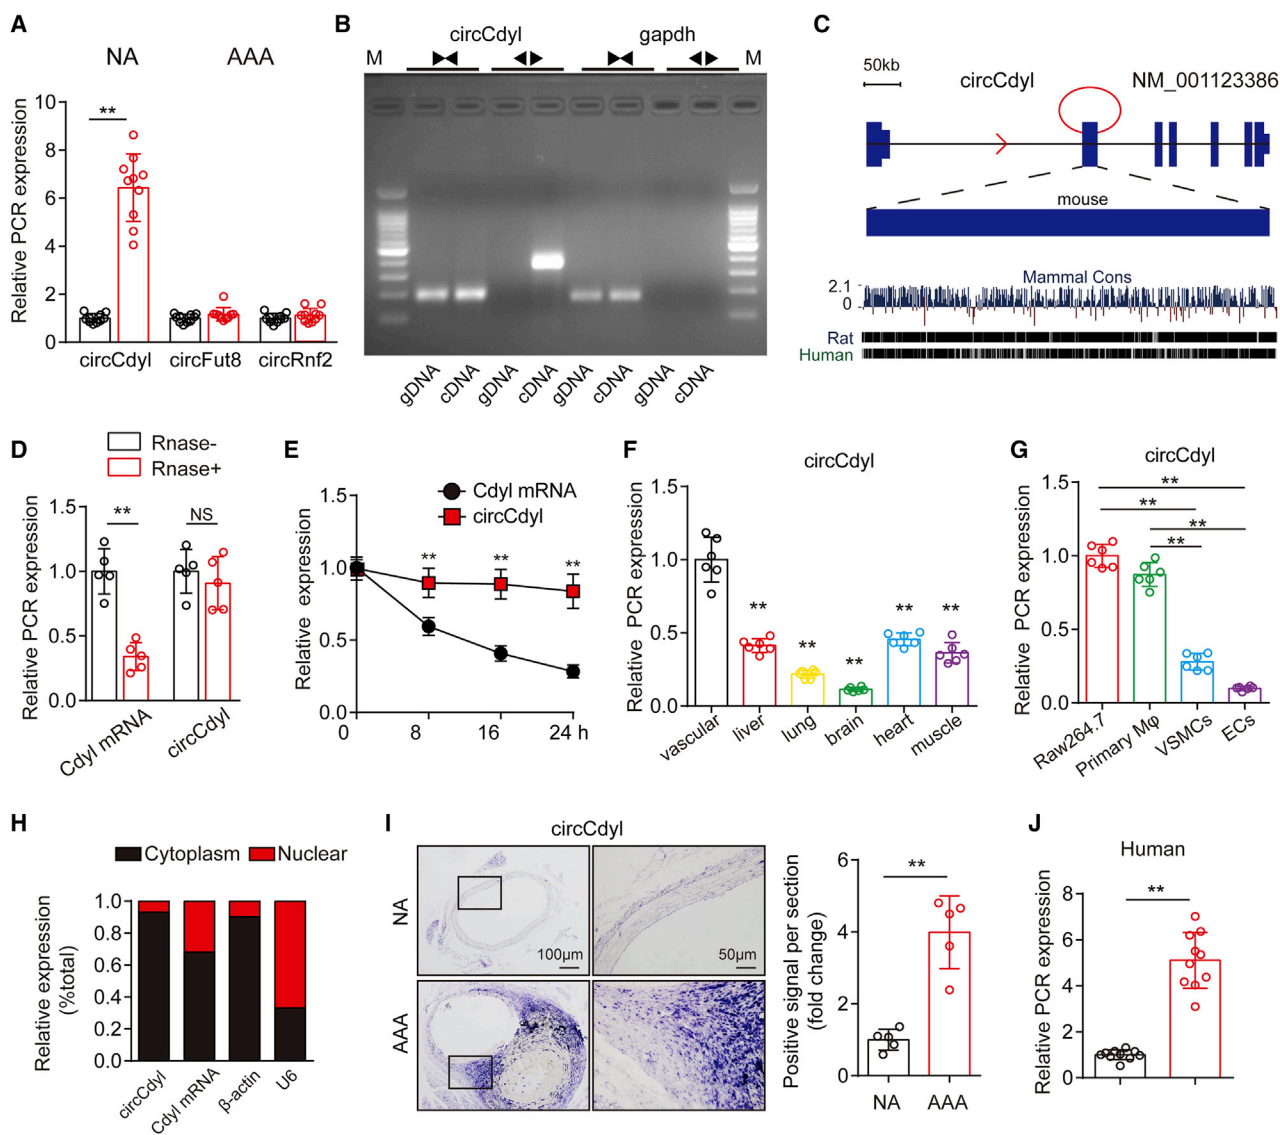 A
NA
AAA
Relative PCR expression
10
8
6
4
2
0
**
circCdyl
circFut8
circRnf2
B
circCdyl
gapdh
M
M
gDNA
cDNA
gDNA
cDNA
gDNA
cDNA
gDNA
cDNA
C
50kb
circCdyl
NM_001123386
mouse
Mammal Cons
2.1
0
Rat
Human
D
Rnase-
Rnase+
Relative PCR expression
1.5
1.0
0.5
0.0
**
NS
Cdyl mRNA
circCdyl
E
Cdyl mRNA
circCdyl
Relative expression
1.5
1.0
0.5
0.0
**
**
**
0
8
16
24 h
F
circCdyl
Relative PCR expression
1.5
1.0
0.5
0.0
**
**
**
**
**
vascular
liver
lung
brain
heart
muscle
G
circCdyl
Relative PCR expression
1.5
1.0
0.5
0.0
**
**
**
**
Raw264.7
Primary Mφ
VSMCs
ECs
H
Cytoplasm
Nuclear
Relative expression
(%total)
1.0
0.8
0.6
0.4
0.2
0.0
circCdyl
Cdyl mRNA
β-actin
U6
I
circCdyl
NA
AAA
100μm
50μm
Positive signal per section
(fold change)
6
4
2
0
**
NA
AAA
J
Human
Relative PCR expression
8
6
4
2
0
**